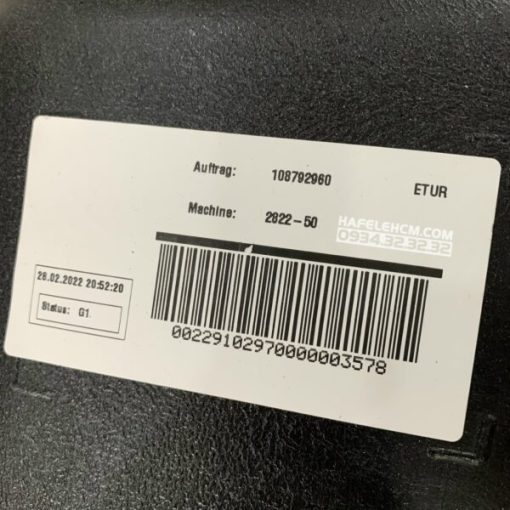 Auftrag: 108792960 ETUR
Machine: 2822-50
HAFELEHCM.COM
0934.32.32.32
26.02.2022 20:52:20
Status: G1
00229102970000003578